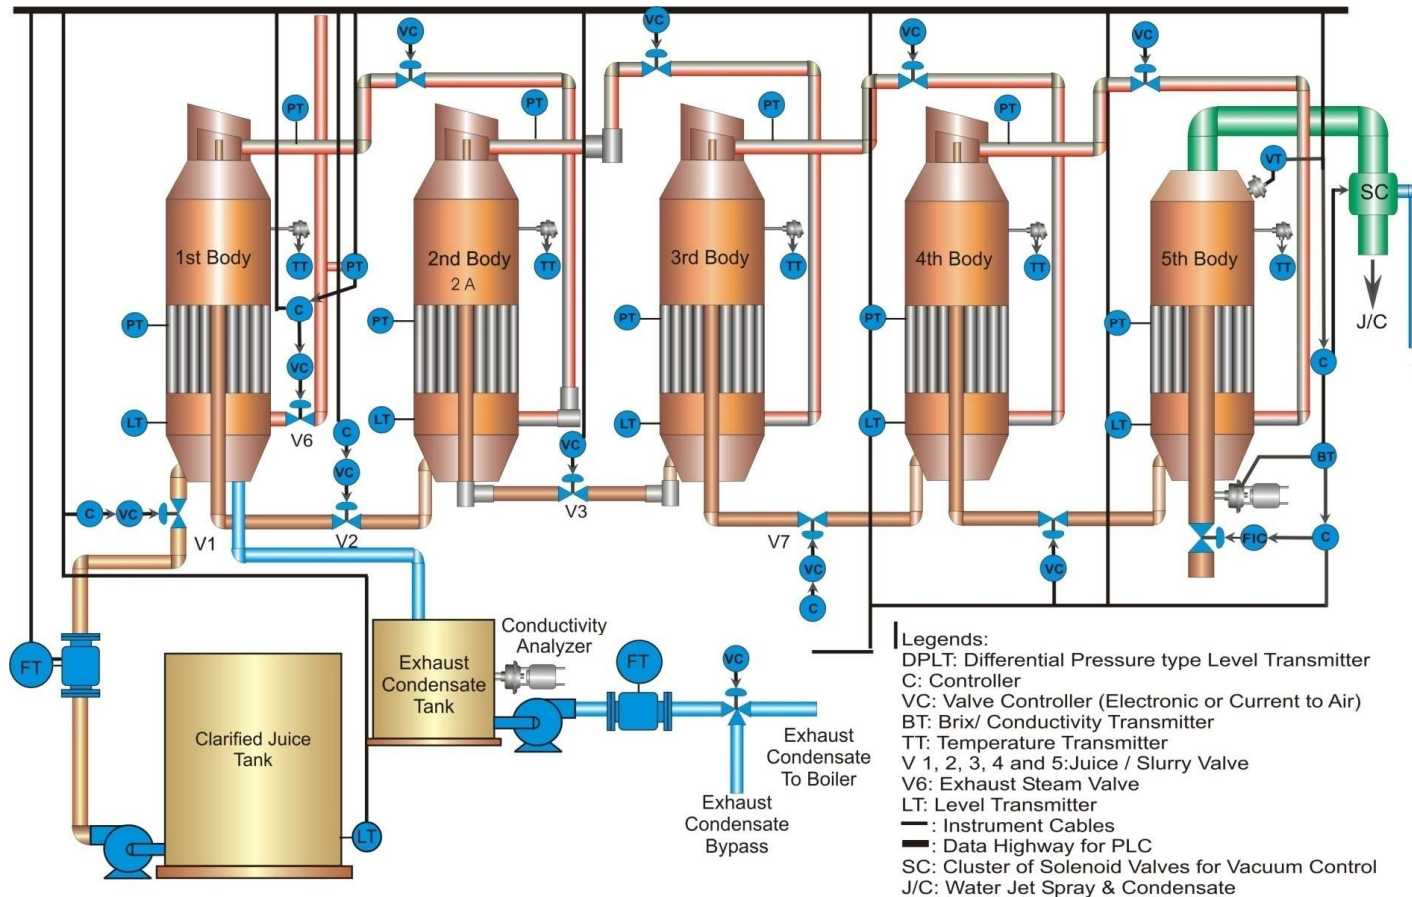 VC
VC
VC
VC
VC
PT
PT
PT
PT
VT
SC
1st Body
2nd Body
2 A
3rd Body
4th Body
5th Body
TT
PT
TT
TT
TT
TT
C
J/C
PT
PT
PT
PT
PT
VC
C
LT
LT
LT
LT
LT
V6
C
VC
VC
BT
C
VC
V1
V2
V3
V7
FIC
C
VC
VC
C
FT
Conductivity
Analyzer
Exhaust
Condensate
Tank
FT
VC
Clarified Juice
Tank
Exhaust
Condensate
To Boiler
Exhaust
Condensate
Bypass
LT
Legends:
DPLT: Differential Pressure type Level Transmitter
C: Controller
VC: Valve Controller (Electronic or Current to Air)
BT: Brix/ Conductivity Transmitter
TT: Temperature Transmitter
V 1, 2, 3, 4 and 5:Juice / Slurry Valve
V6: Exhaust Steam Valve
LT: Level Transmitter
: Instrument Cables
: Data Highway for PLC
SC: Cluster of Solenoid Valves for Vacuum Control
J/C: Water Jet Spray & Condensate